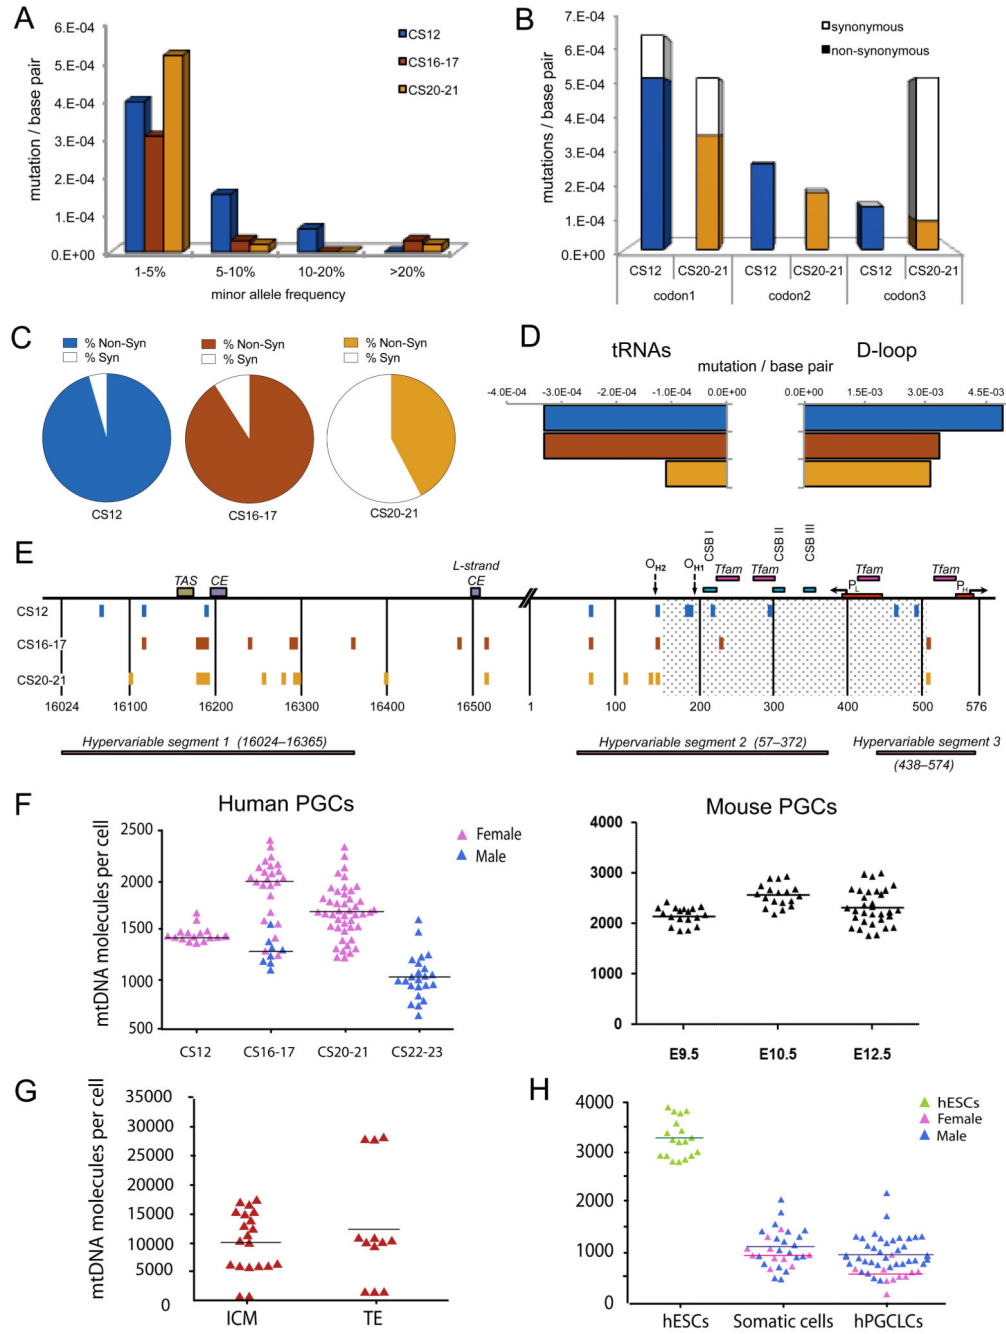 A
6.E-04
5.E-04
4.E-04
3.E-04
2.E-04
1.E-04
0.E+00
mutation / base pair
CS12
CS16-17
CS20-21
1-5%
5-10%
10-20%
>20%
minor allele frequency
B
7.E-04
6.E-04
5.E-04
4.E-04
3.E-04
2.E-04
1.E-04
0.E+00
mutations / base pair
synonymous
non-synonymous
CS12 CS20-21 CS12 CS20-21 CS12 CS20-21
codon1 codon2 codon3
C
% Non-Syn
% Syn
CS12
% Non-Syn
% Syn
CS16-17
% Non-Syn
% Syn
CS20-21
D
tRNAs
D-loop
mutation / base pair
-4.0E-04 -3.0E-04 -2.0E-04 -1.0E-04 0.0E+00
0.0E+00 1.5E-03 3.0E-03 4.5E-03
E
TAS
CE
L-strand
CE
OH2
OH1
CSB I
Tfam
CSB II
Tfam
CSB III
Tfam
PL
Tfam
PH
CS12
CS16-17
CS20-21
16024 16100 16200 16300 16400 16500 1 100 200 300 400 500 576
Hypervariable segment 1 (16024–16365)
Hypervariable segment 2 (57–372)
Hypervariable segment 3
(438–574)
F
Human PGCs
mtDNA molecules per cell
2500
2000
1500
1000
500
Female
Male
CS12 CS16-17 CS20-21 CS22-23
Mouse PGCs
4000
3000
2000
1000
0
E9.5 E10.5 E12.5
G
mtDNA molecules per cell
35000
30000
25000
20000
15000
10000
5000
0
ICM TE
H
4000
3000
2000
1000
0
hESCs
Female
Male
hESCs Somatic cells hPGCLCs